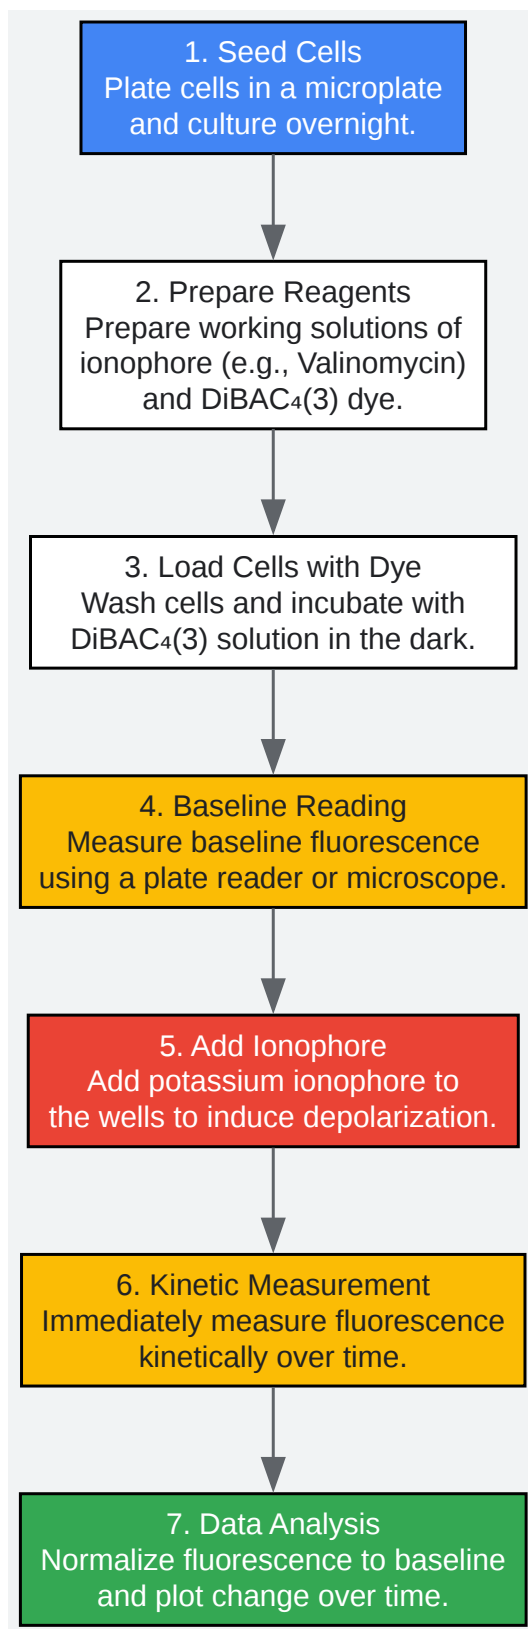 1. Seed Cells
Plate cells in a microplate
and culture overnight.
2. Prepare Reagents
Prepare working solutions of
ionophore (e.g., Valinomycin)
and DiBAC₄(3) dye.
3. Load Cells with Dye
Wash cells and incubate with
DiBAC₄(3) solution in the dark.
4. Baseline Reading
Measure baseline fluorescence
using a plate reader or microscope.
5. Add Ionophore
Add potassium ionophore to
the wells to induce depolarization.
6. Kinetic Measurement
Immediately measure fluorescence
kinetically over time.
7. Data Analysis
Normalize fluorescence to baseline
and plot change over time.